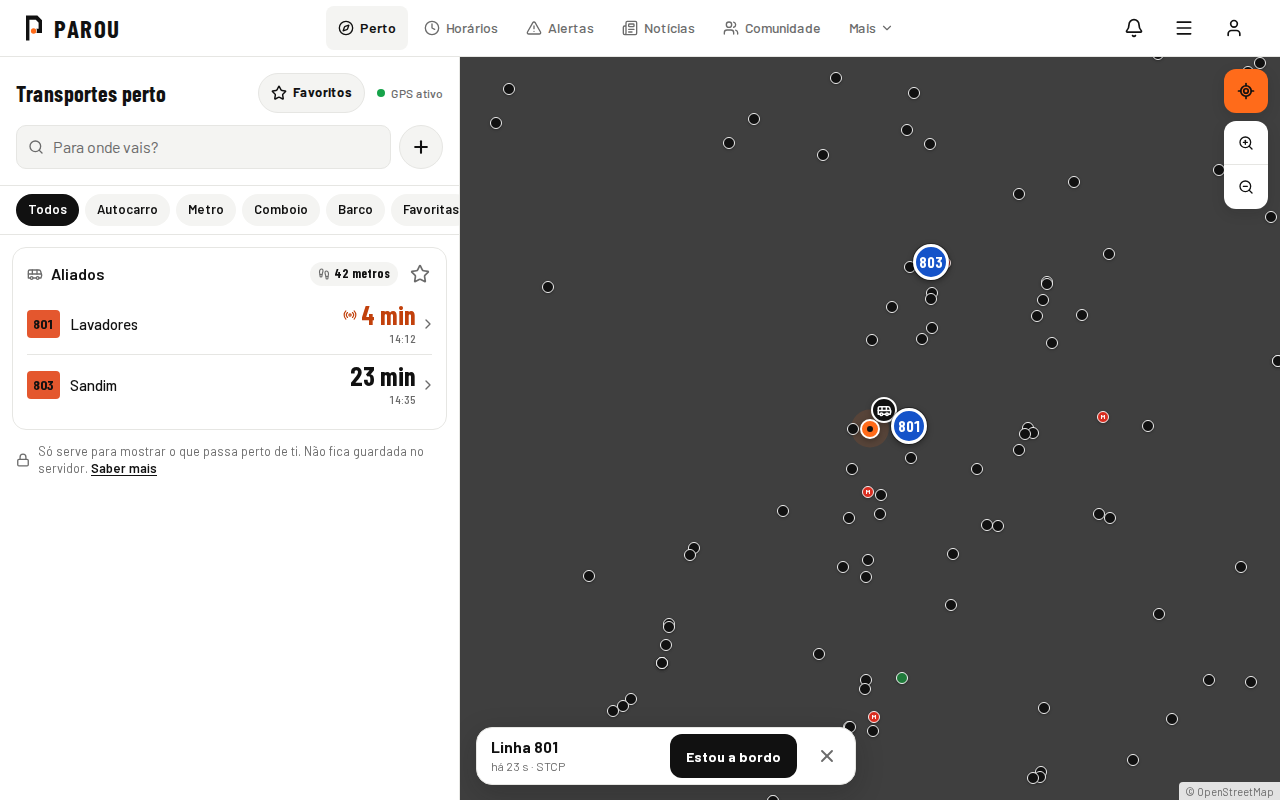 PAROU
Perto
Horários
Alertas
Notícias
Comunidade
Mais
Transportes perto
Favoritos
GPS ativo
Para onde vais?
Todos
Autocarro
Metro
Comboio
Barco
Favoritas
Aliados
42 metros
801
Lavadores
4 min
14:12
803
Sandim
23 min
14:35
Só serve para mostrar o que passa perto de ti. Não fica guardada no
servidor. Saber mais
803
801
M
M
M
Linha 801
há 23 s · STCP
Estou a bordo
© OpenStreetMap